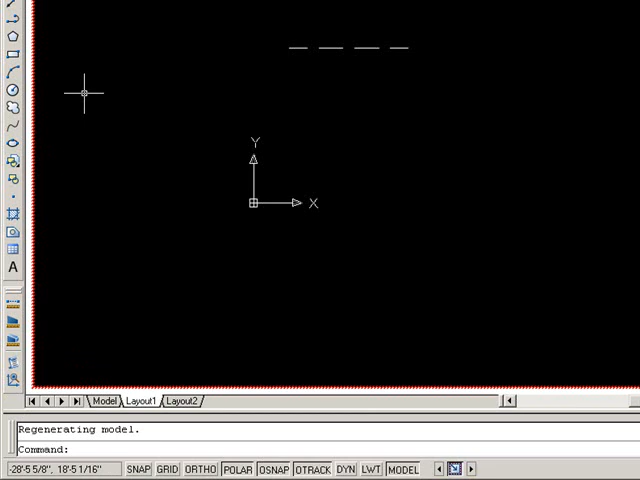 Y
X
A
Model Layout1 Layout2
Regenerating model.
Command:
-28'-5 5/8", 18'-5 1/16" SNAP GRID ORTHO POLAR OSNAP OTRACK DYN LWT MODEL